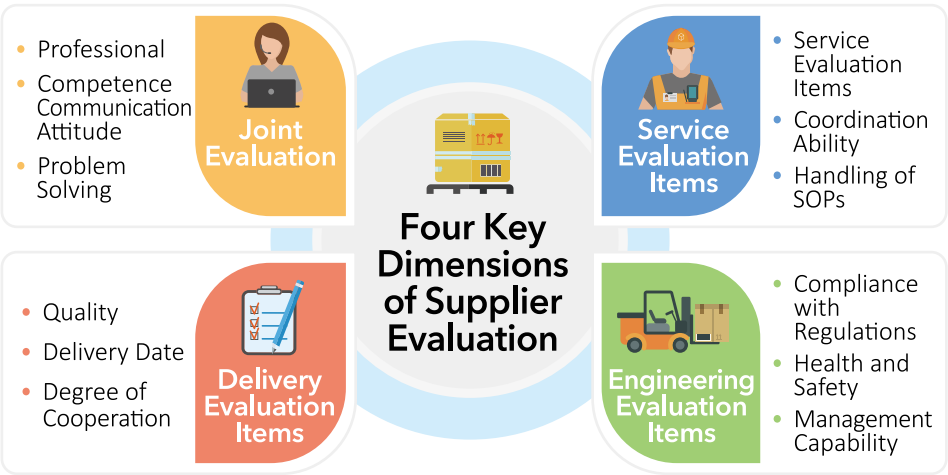 Professional
Competence
Communication
Attitude
Problem
Solving
Joint
Evaluation
Service
Evaluation
Items
Service
Evaluation
Items
Coordination
Ability
Handling of
SOPs
Four Key
Dimensions
of Supplier
Evaluation
Quality
Delivery Date
Degree of
Cooperation
Delivery
Evaluation
Items
Engineering
Evaluation
Items
Compliance
with
Regulations
Health and
Safety
Management
Capability